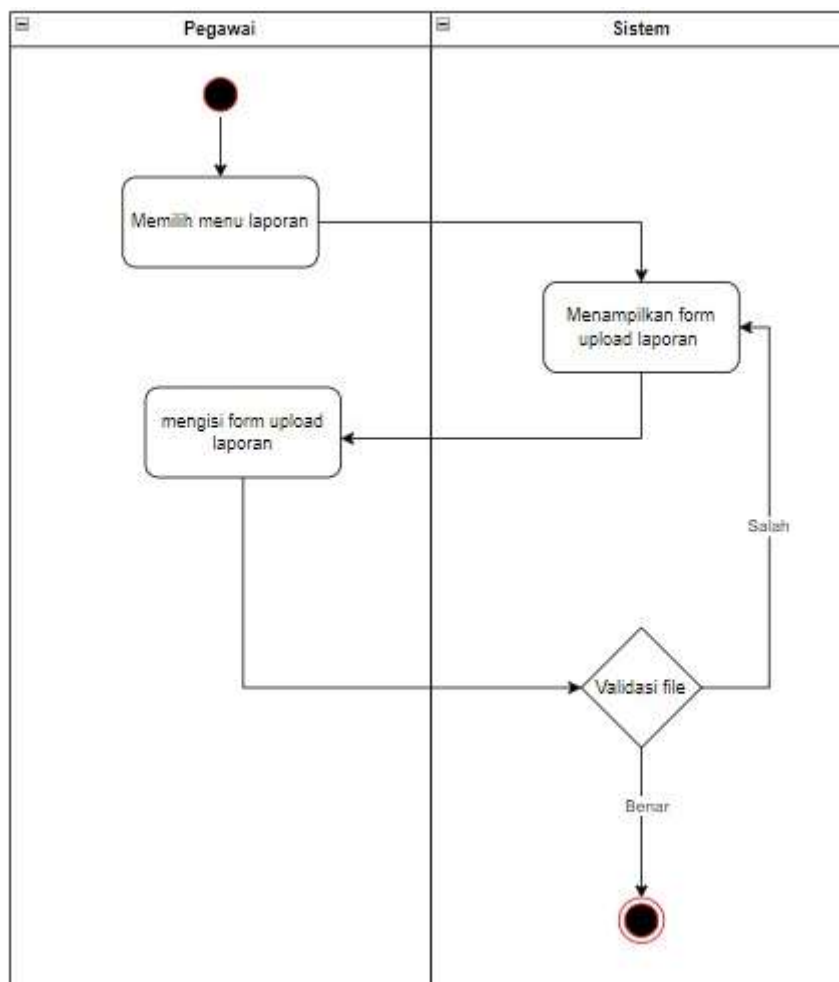 Pegawai
Sistem
Memilih menu laporan
Menampilkan form
upload laporan
mengisi form upload
laporan
Salah
Validasi file
Benar